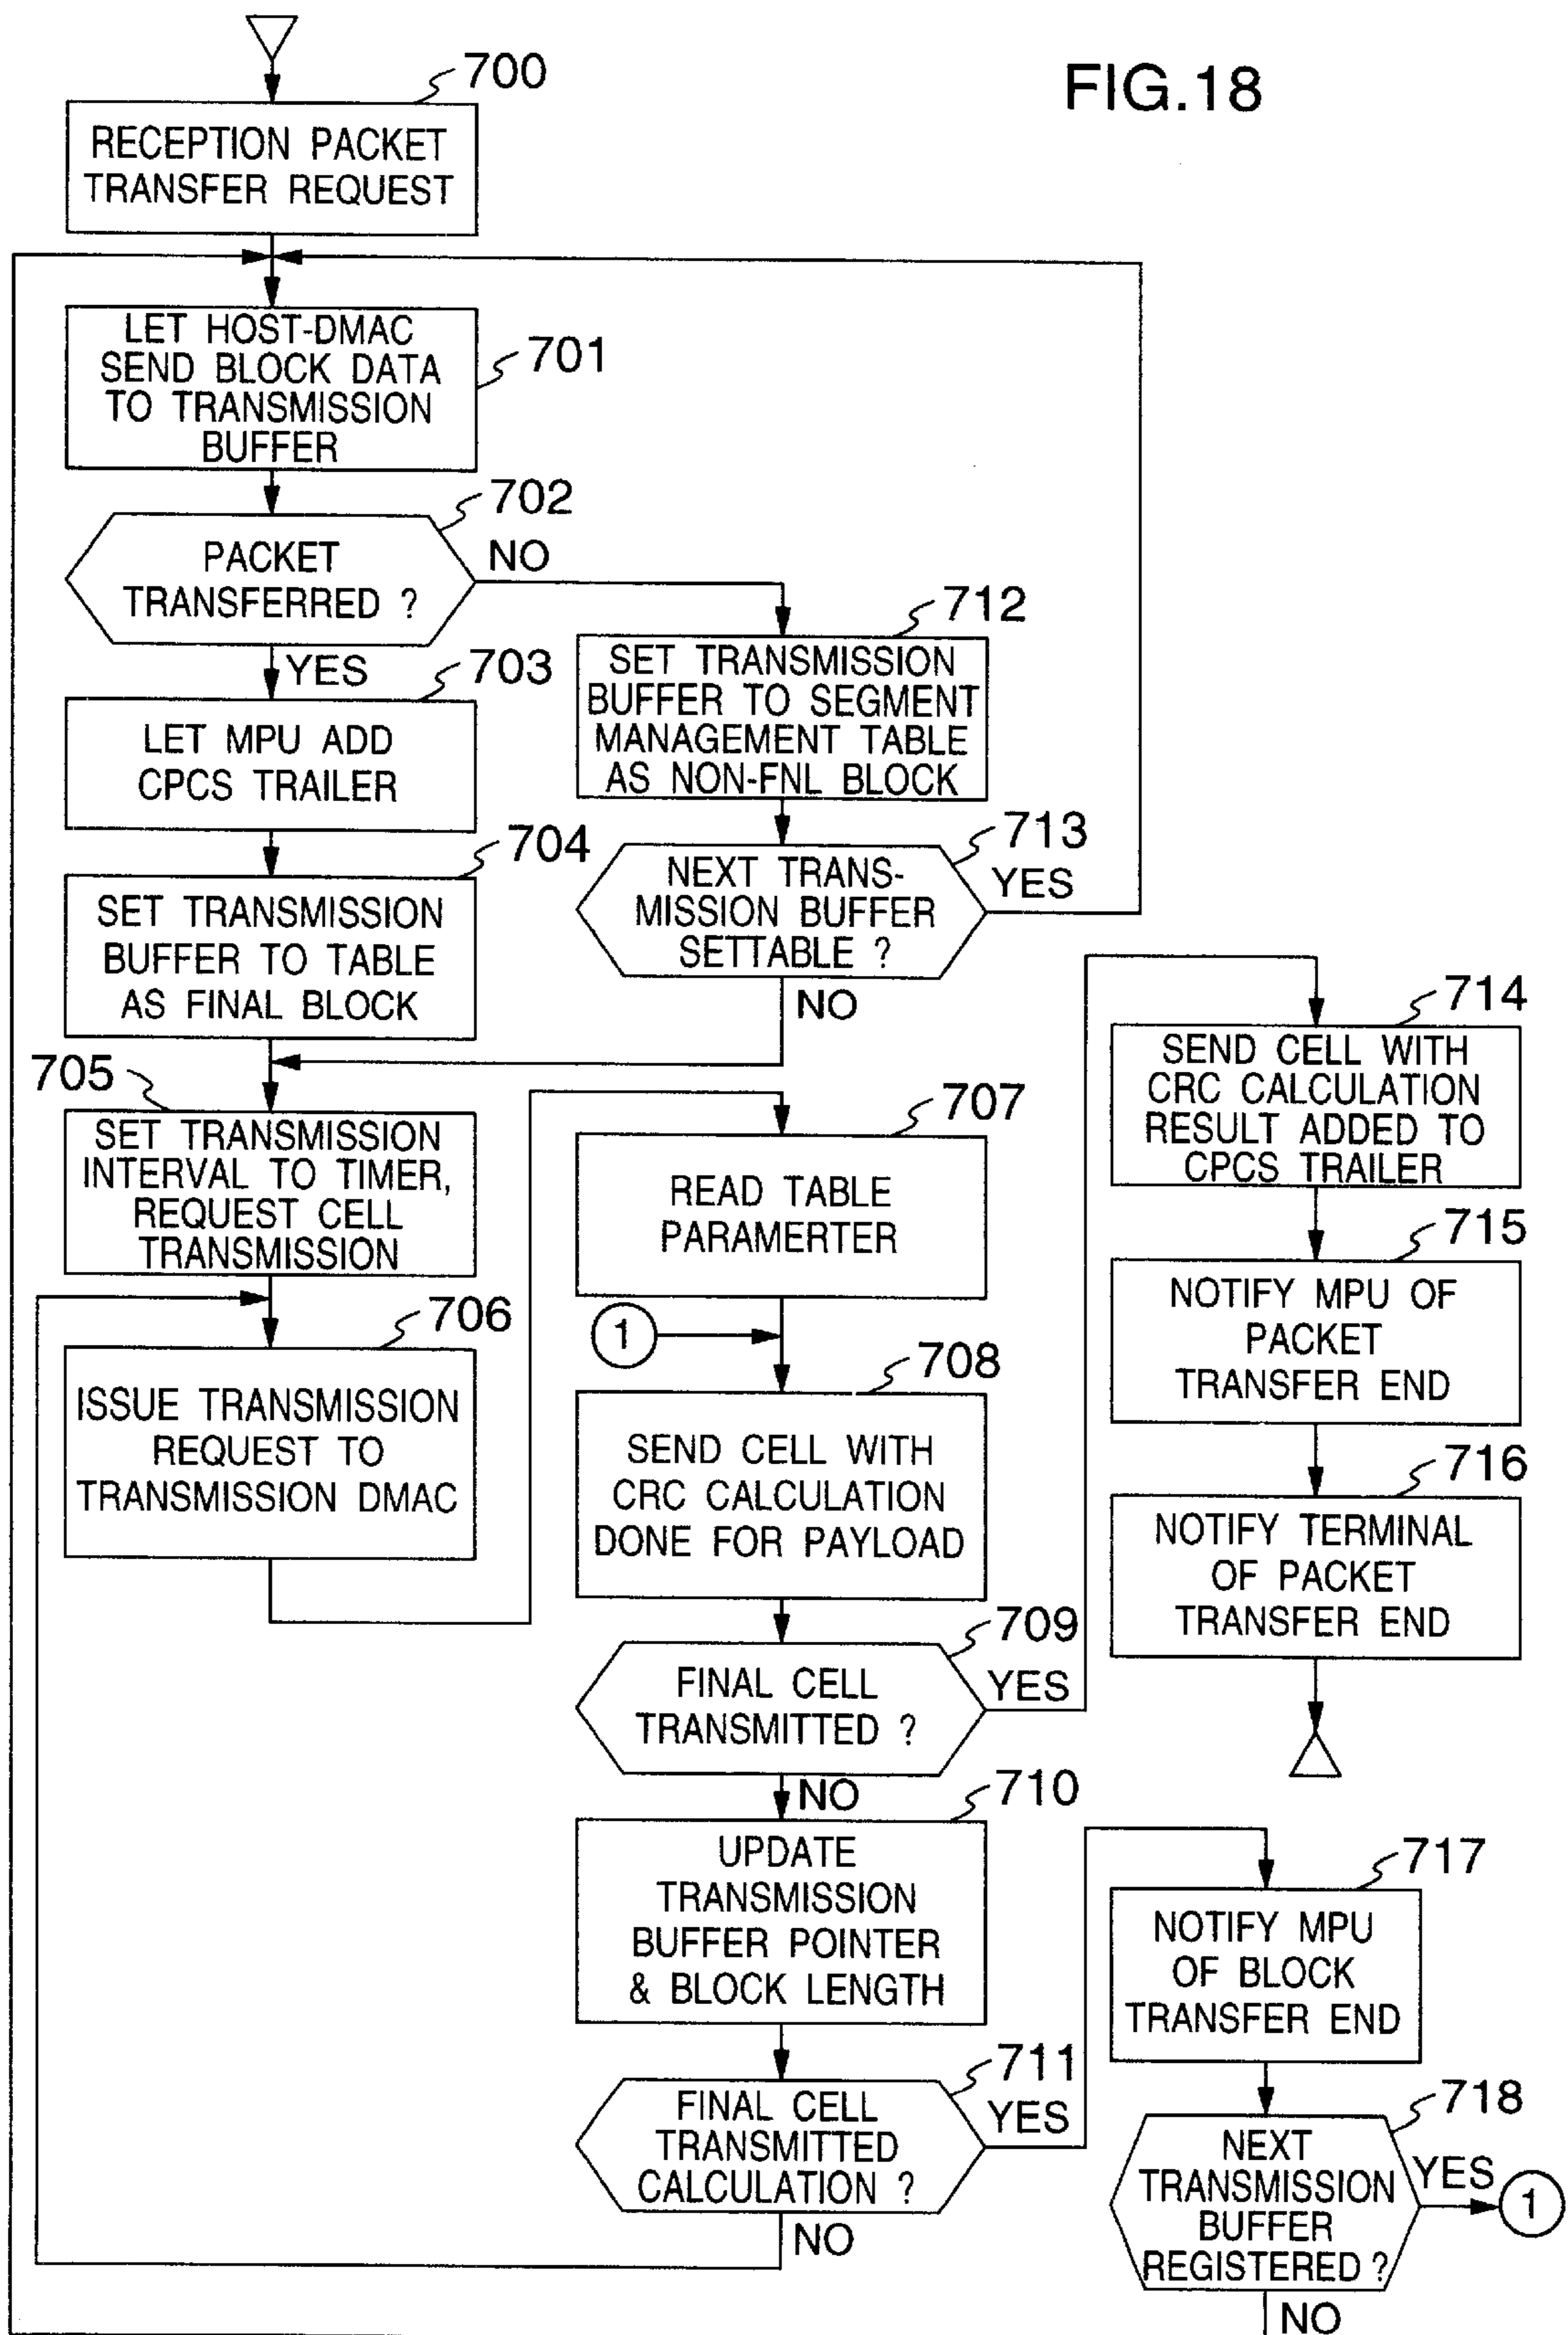 FIG.18
700
RECEPTION PACKET
TRANSFER REQUEST
LET HOST-DMAC
SEND BLOCK DATA
TO TRANSMISSION
BUFFER
701
702
PACKET
TRANSFERRED ?
NO
YES
703
LET MPU ADD
CPCS TRAILER
704
SET TRANSMISSION
BUFFER TO TABLE
AS FINAL BLOCK
712
SET TRANSMISSION
BUFFER TO SEGMENT
MANAGEMENT TABLE
AS NON-FNL BLOCK
713
NEXT TRANS-
MISSION BUFFER
SETTABLE ?
YES
NO
705
SET TRANSMISSION
INTERVAL TO TIMER,
REQUEST CELL
TRANSMISSION
706
ISSUE TRANSMISSION
REQUEST TO
TRANSMISSION DMAC
707
READ TABLE
PARAMERTER
1
708
SEND CELL WITH
CRC CALCULATION
DONE FOR PAYLOAD
709
FINAL CELL
TRANSMITTED ?
YES
NO
710
UPDATE
TRANSMISSION
BUFFER POINTER
& BLOCK LENGTH
711
FINAL CELL
TRANSMITTED
CALCULATION ?
YES
NO
714
SEND CELL WITH
CRC CALCULATION
RESULT ADDED TO
CPCS TRAILER
715
NOTIFY MPU OF
PACKET
TRANSFER END
716
NOTIFY TERMINAL
OF PACKET
TRANSFER END
717
NOTIFY MPU
OF BLOCK
TRANSFER END
718
NEXT
TRANSMISSION
BUFFER
REGISTERED ?
YES
1
NO